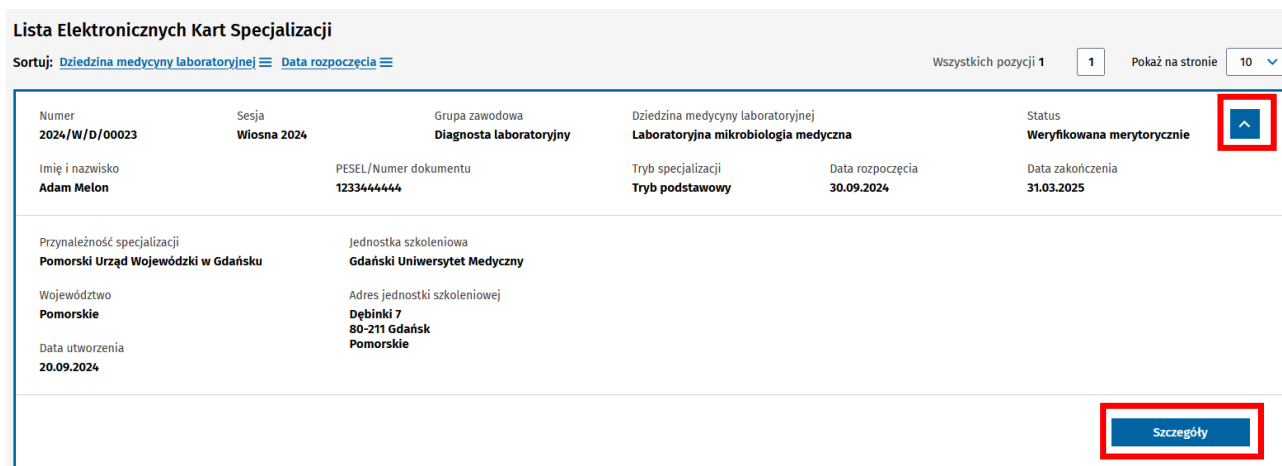 Lista Elektronicznych Kart Specjalizacji
Sortuj: Dziedzina medycyny laboratoryjnej Data rozpoczęcia Wszystkich pozycji 1 1 Pokaż na stronie 10
Numer Sesja Grupa zawodowa Dziedzina medycyny laboratoryjnej Status
2024/W/D/00023 Wiosna 2024 Diagnosta laboratoryjny Laboratoryjna mikrobiologia medyczna Weryfikowana merytorycznie
Imię i nazwisko PESEL/Numer dokumentu Tryb specjalizacji Data rozpoczęcia Data zakończenia
Adam Melon 1233444444 Tryb podstawowy 30.09.2024 31.03.2025
Przynależność specjalizacji Jednostka szkoleniowa
Pomorski Urząd Wojewódzki w Gdańsku Gdański Uniwersytet Medyczny
Województwo Adres jednostki szkoleniowej
Pomorskie Dębinki 7
80-211 Gdańsk
Data utworzenia Pomorskie
20.09.2024
Szczegóły